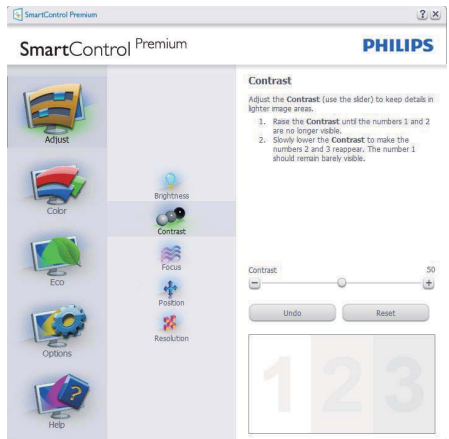 SmartControl Premium
? X
SmartControl Premium
PHILIPS
Adjust
Color
Eco
Options
Help
Brightness
Contrast
Focus
Position
Resolution
Contrast
Adjust the Contrast (use the slider) to keep details in
lighter image areas.
1. Raise the Contrast until the numbers 1 and 2
are no longer visible.
2. Slowly lower the Contrast to make the
numbers 2 and 3 reappear. The number 1
should remain barely visible.
Contrast 50
Undo Reset
1 2 3